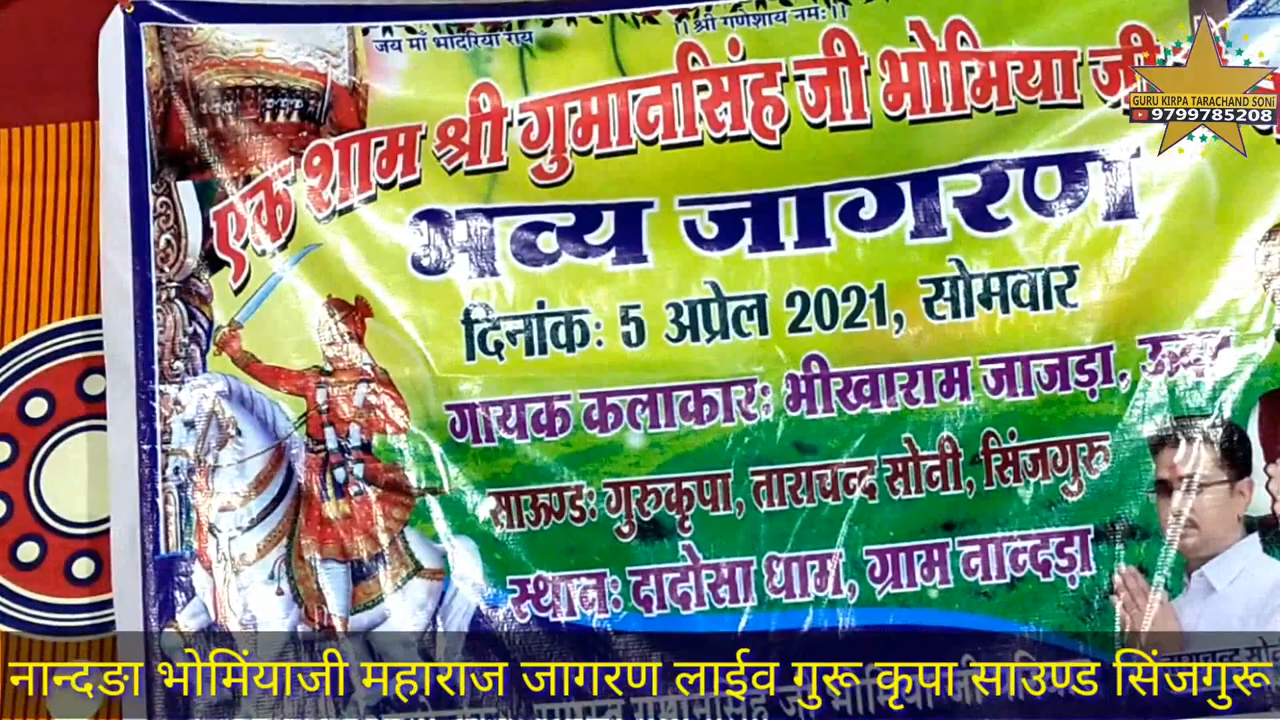 जय माँ भादरिया राय
।। श्री गणेशाय नमः ।।
एक शाम श्री गुमानसिंह जी भोमिया जी
GURU KIRPA TARACHAND SONI
9799785208
भव्य जागरण
दिनांक: 5 अप्रेल 2021, सोमवार
गायक कलाकार: भीखाराम जाजड़ा,
साऊण्ड: गुरुकृपा, ताराचन्द सोनी, सिंजगुरु
स्थान: दादोसा धाम, ग्राम नान्दड़ा
नान्दङा भोमिंयाजी महाराज जागरण लाईव गुरू कृपा साउिण्ड सिंजगुरू